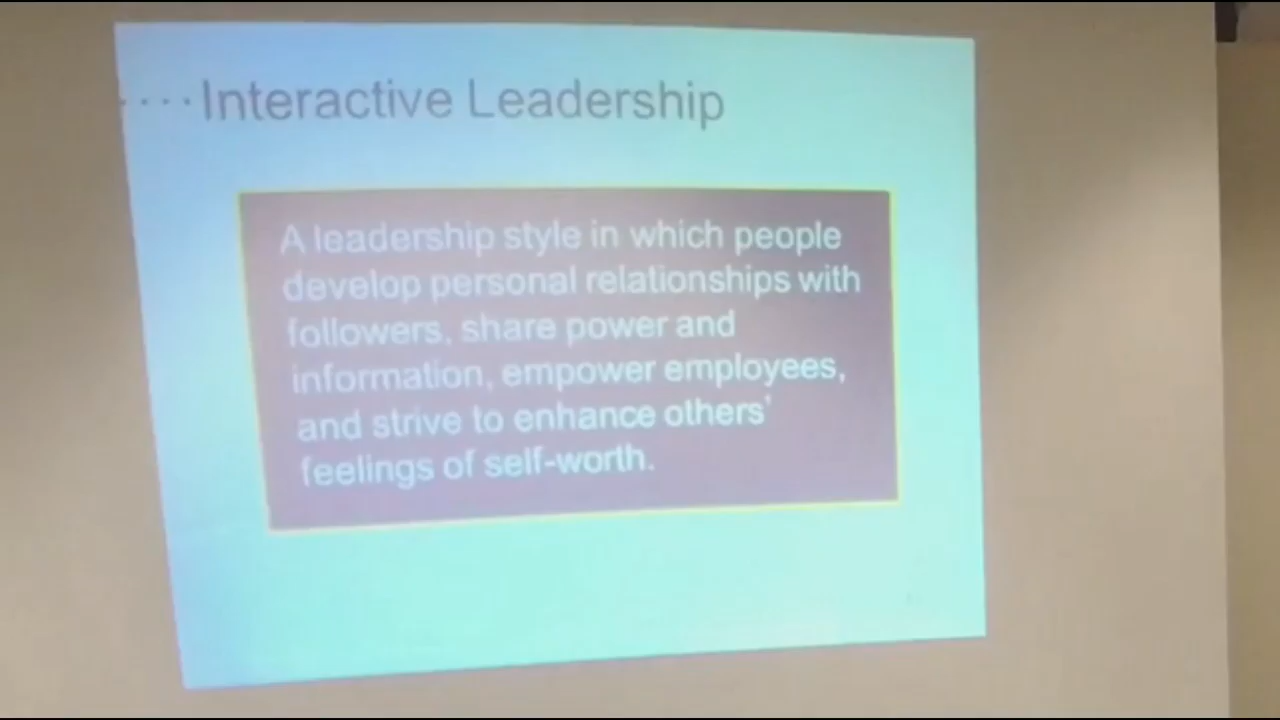 ....Interactive Leadership
A leadership style in which people
develop personal relationships with
followers, share power and
information, empower employees,
and strive to enhance others'
feelings of self-worth.